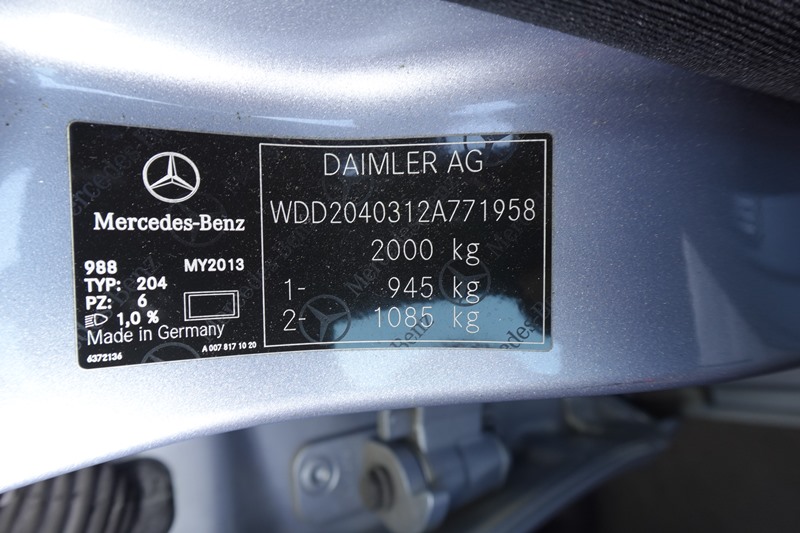 Mercedes-Benz
988 MY2013
TYP: 204
PZ: 6
1,0 %
Made in Germany
6372136 A 007 817 10 20
DAIMLER AG
WDD2040312A771958
2000 kg
1- 945 kg
2- 1085 kg